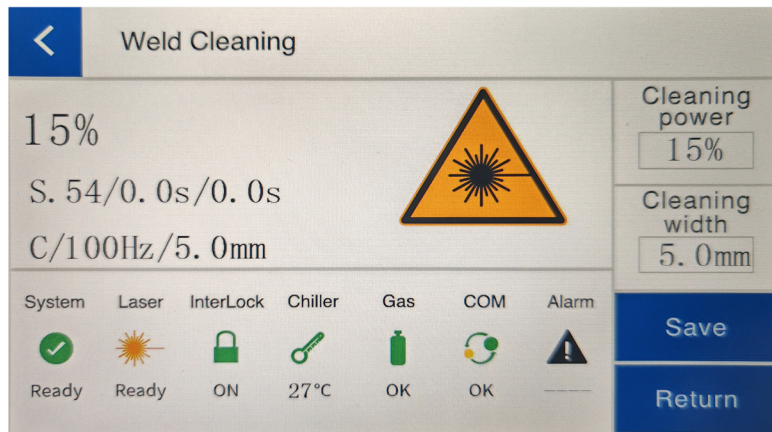 Weld Cleaning
15%
S.54/0.0s/0.0s
C/100Hz/5.0mm
Cleaning
power
15%
Cleaning
width
5.0mm
System Laser InterLock Chiller Gas COM Alarm
Ready Ready ON 27℃ OK OK ----
Save
Return